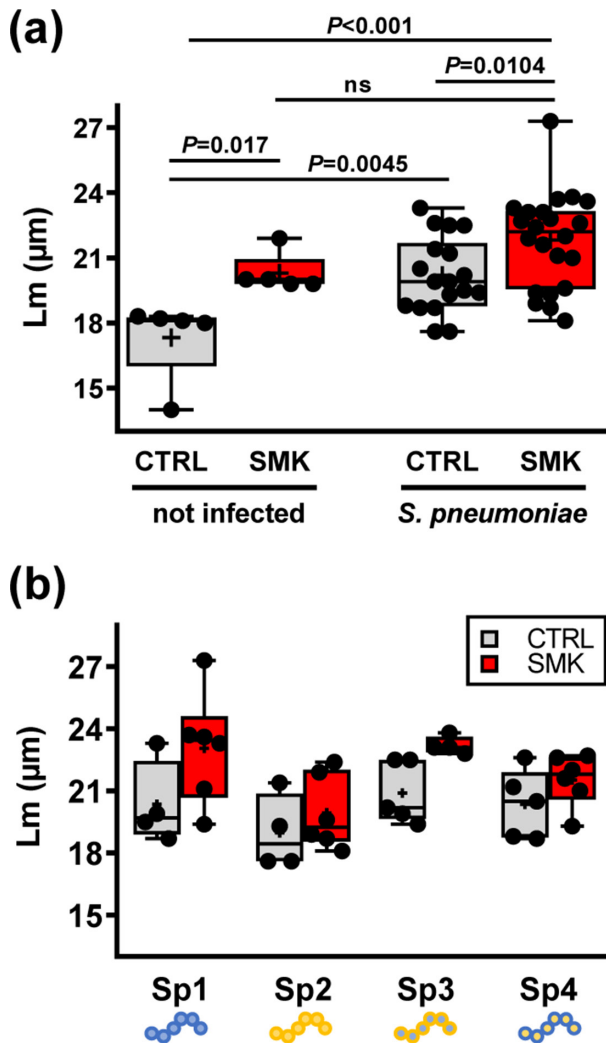 (a)
P<0.001
P=0.0104
ns
P=0.017
P=0.0045
Lm (µm)
27
24
21
18
15
CTRL SMK CTRL SMK
not infected S. pneumoniae
(b)
CTRL
SMK
Lm (µm)
27
24
21
18
15
Sp1 Sp2 Sp3 Sp4